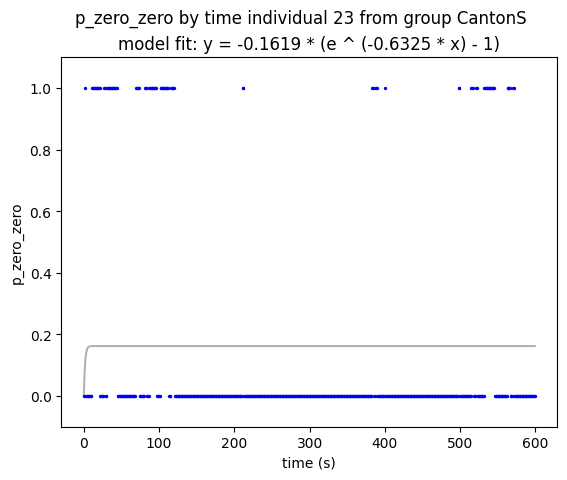 p_zero_zero by time individual 23 from group CantonS
model fit: y = -0.1619 * (e ^ (-0.6325 * x) - 1)
1.0
0.8
0.6
0.4
0.2
0.0
p_zero_zero
0 100 200 300 400 500 600
time (s)